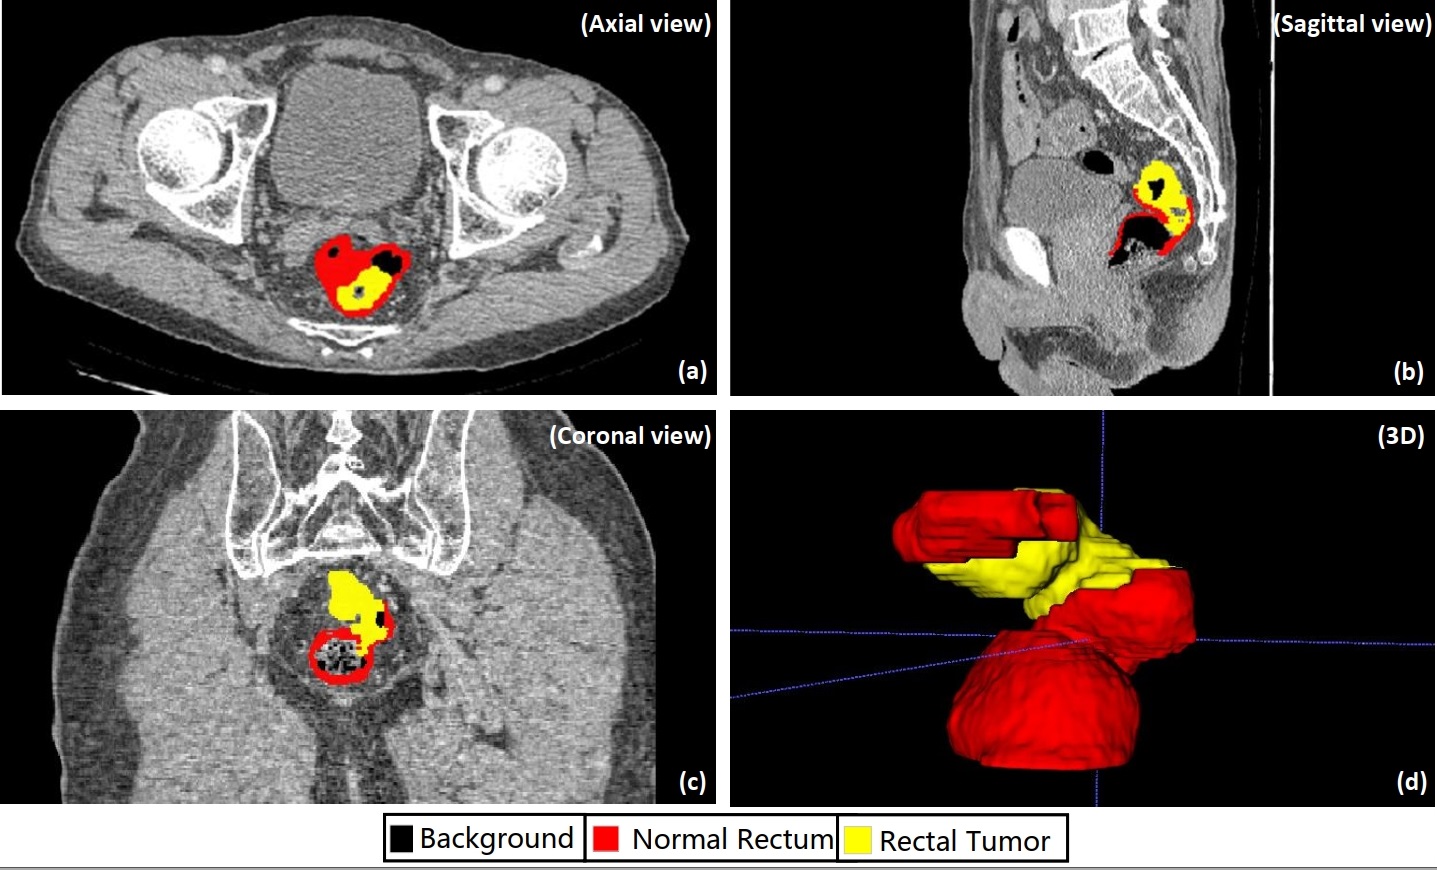 (Axial view)
(a)
(Sagittal view)
(b)
(Coronal view)
(c)
(3D)
(d)
Background
Normal Rectum
Rectal Tumor